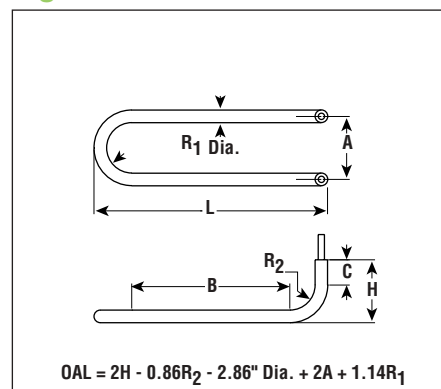 R1 Dia.
A
L
R2
C
H
B
OAL = 2H - 0.86R2 - 2.86" Dia. + 2A + 1.14R1